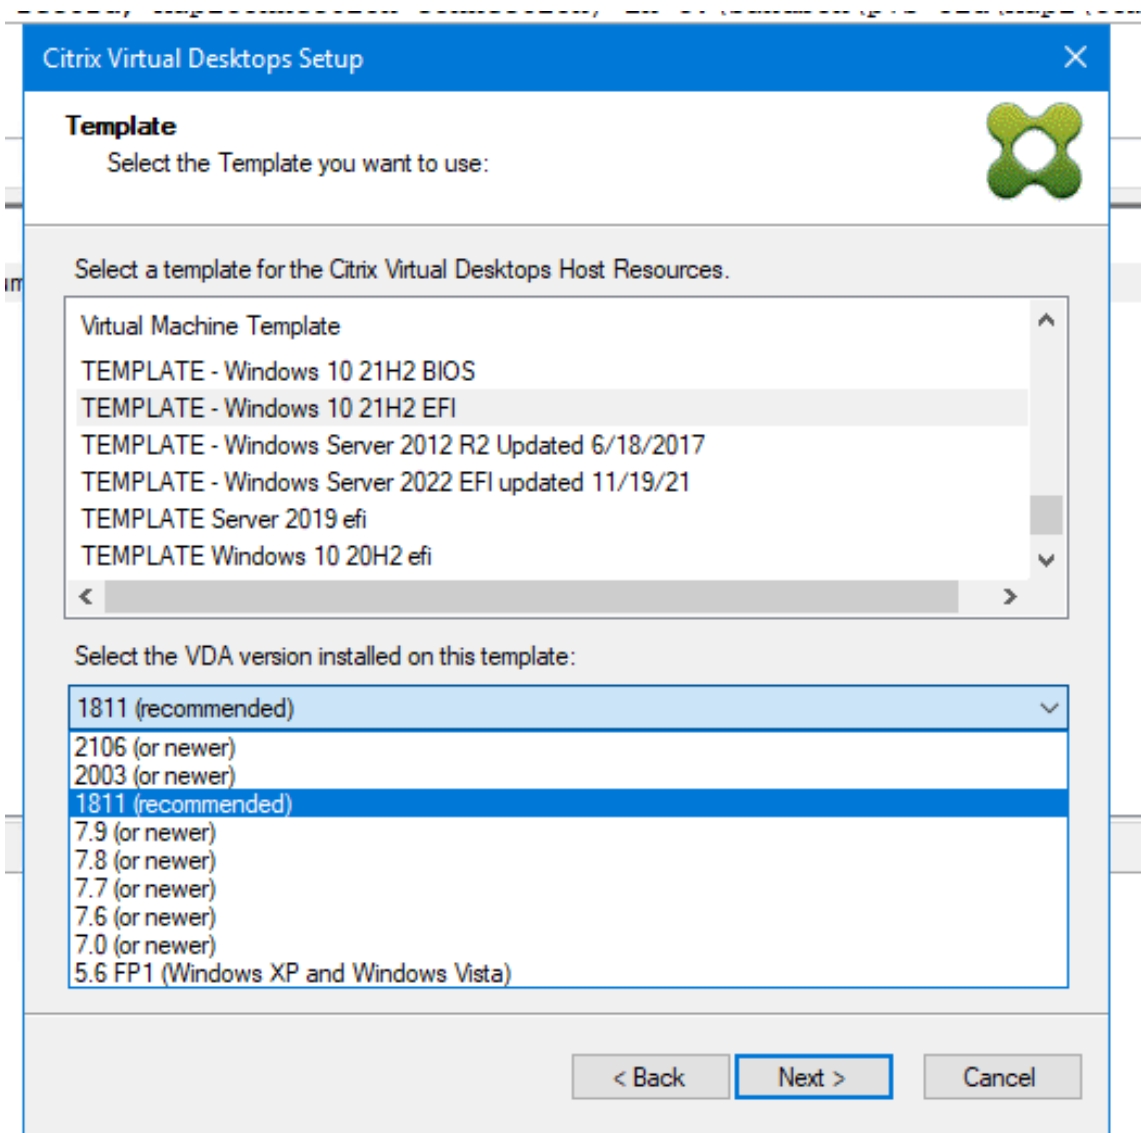 Citrix Virtual Desktops Setup
Template
Select the Template you want to use:
Select a template for the Citrix Virtual Desktops Host Resources.
Virtual Machine Template
TEMPLATE - Windows 10 21H2 BIOS
TEMPLATE - Windows 10 21H2 EFI
TEMPLATE - Windows Server 2012 R2 Updated 6/18/2017
TEMPLATE - Windows Server 2022 EFI updated 11/19/21
TEMPLATE Server 2019 efi
TEMPLATE Windows 10 20H2 efi
Select the VDA version installed on this template:
1811 (recommended)
2106 (or newer)
2003 (or newer)
1811 (recommended)
7.9 (or newer)
7.8 (or newer)
7.7 (or newer)
7.6 (or newer)
7.0 (or newer)
5.6 FP1 (Windows XP and Windows Vista)
< Back Next > Cancel